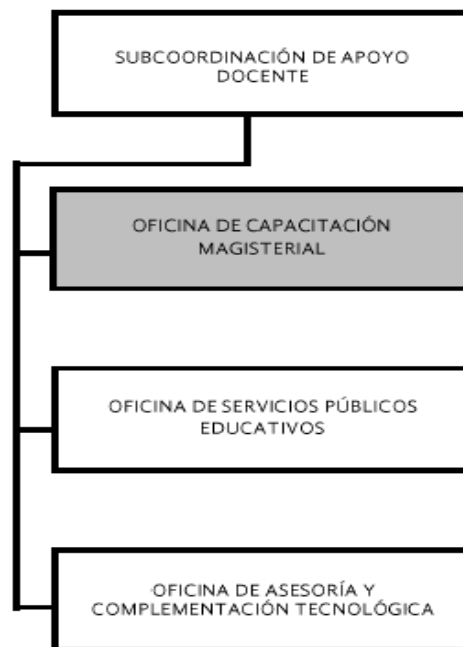 SUBCOORDINACIÓN DE APOYO
DOCENTE
OFICINA DE CAPACITACIÓN
MAGISTERIAL
OFICINA DE SERVICIOS PÚBLICOS
EDUCATIVOS
OFICINA DE ASESORÍA Y
COMPLEMENTACIÓN TECNOLÓGICA